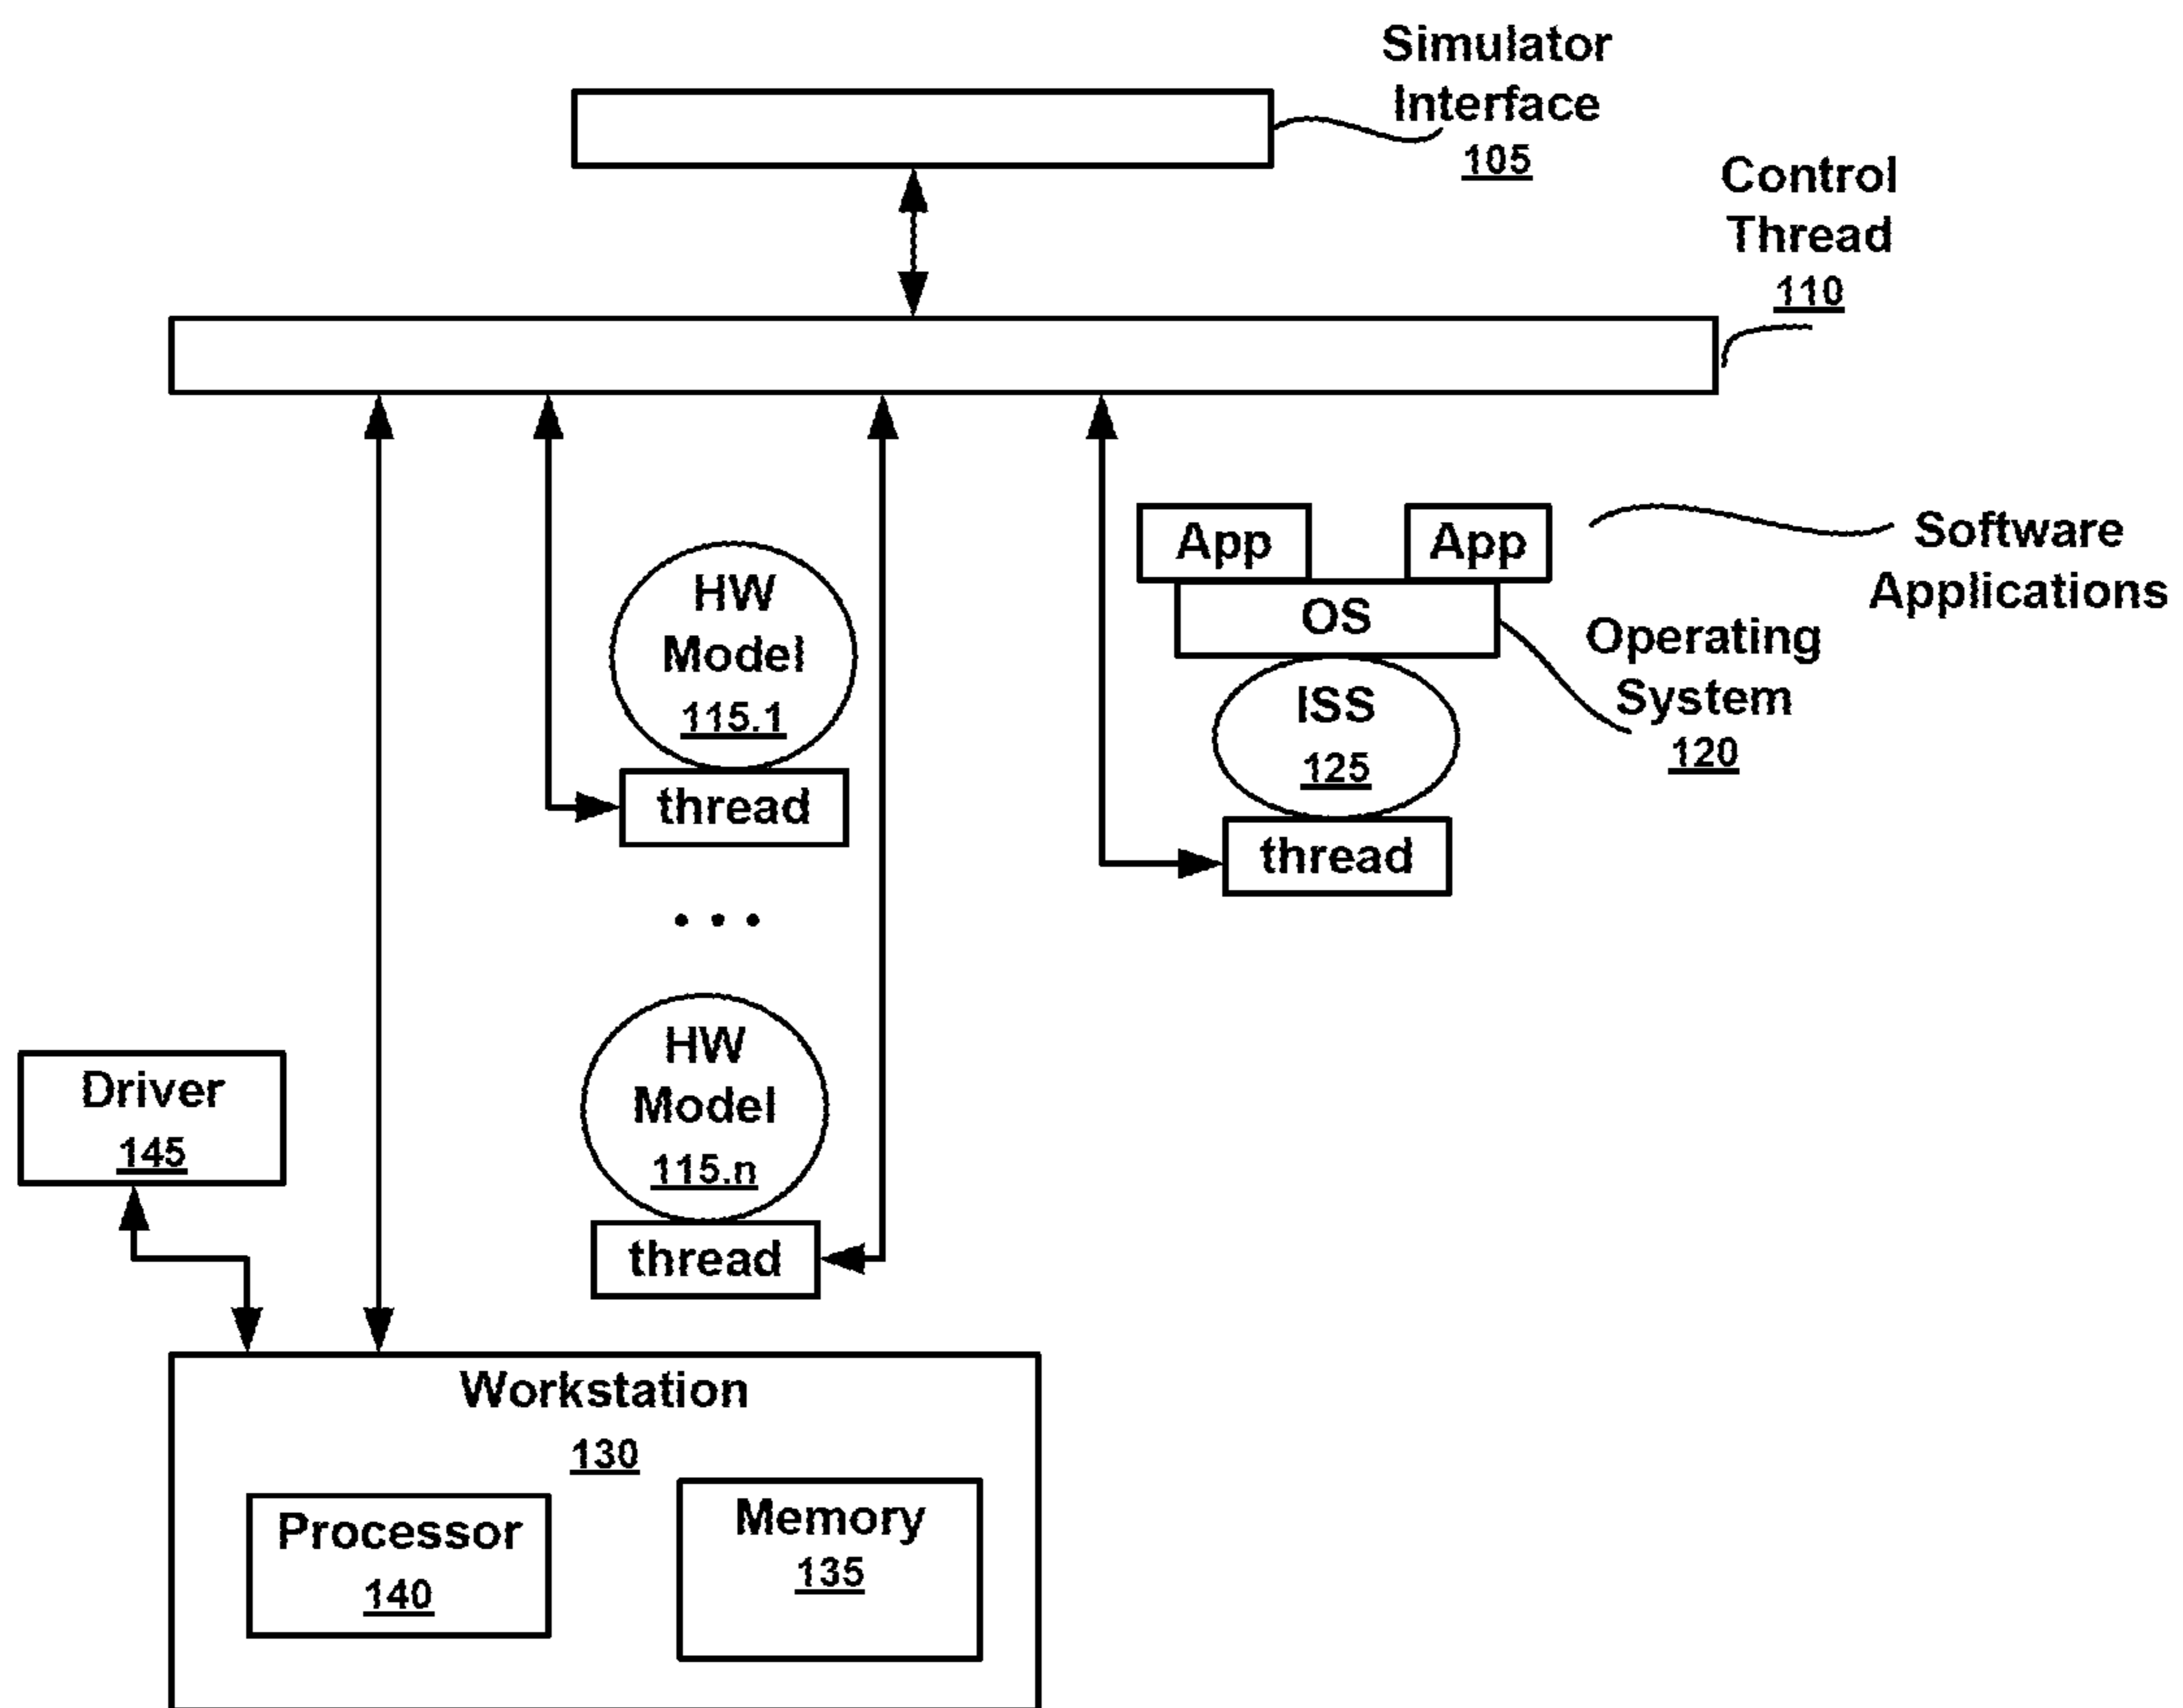 Simulator
Interface
105
Control
Thread
110
App
App
Software
Applications
OS
Operating
System
120
HW
Model
115.1
ISS
125
thread
thread
. . .
HW
Model
115.n
thread
Driver
145
Workstation
130
Processor
140
Memory
135